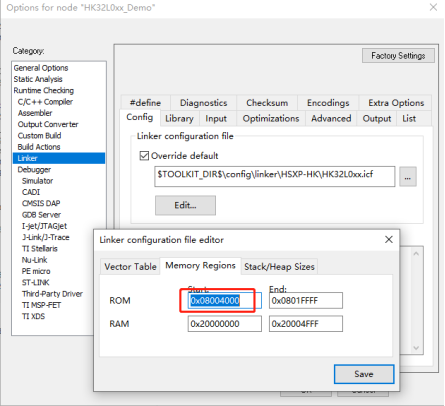 Options for node "HK32L0xx_Demo"
Category:
General Options
Static Analysis
Runtime Checking
C/C++ Compiler
Assembler
Output Converter
Custom Build
Build Actions
Linker
Debugger
Simulator
CADI
CMSIS DAP
GDB Server
I-jet/JTAGjet
J-Link/J-Trace
TI Stellaris
Nu-Link
PE micro
ST-LINK
Third-Party Driver
TI MSP-FET
TI XDS
Factory Settings
#define Diagnostics Checksum Encodings Extra Options
Config Library Input Optimizations Advanced Output List
Linker configuration file
Override default
$TOOLKIT_DIR$\config\linker\HSXP-HK\HK32L0xx.icf
...
Edit...
Linker configuration file editor
Vector Table Memory Regions Stack/Heap Sizes
Start: End:
ROM 0x08004000 0x0801FFFF
RAM 0x20000000 0x20004FFF
Save